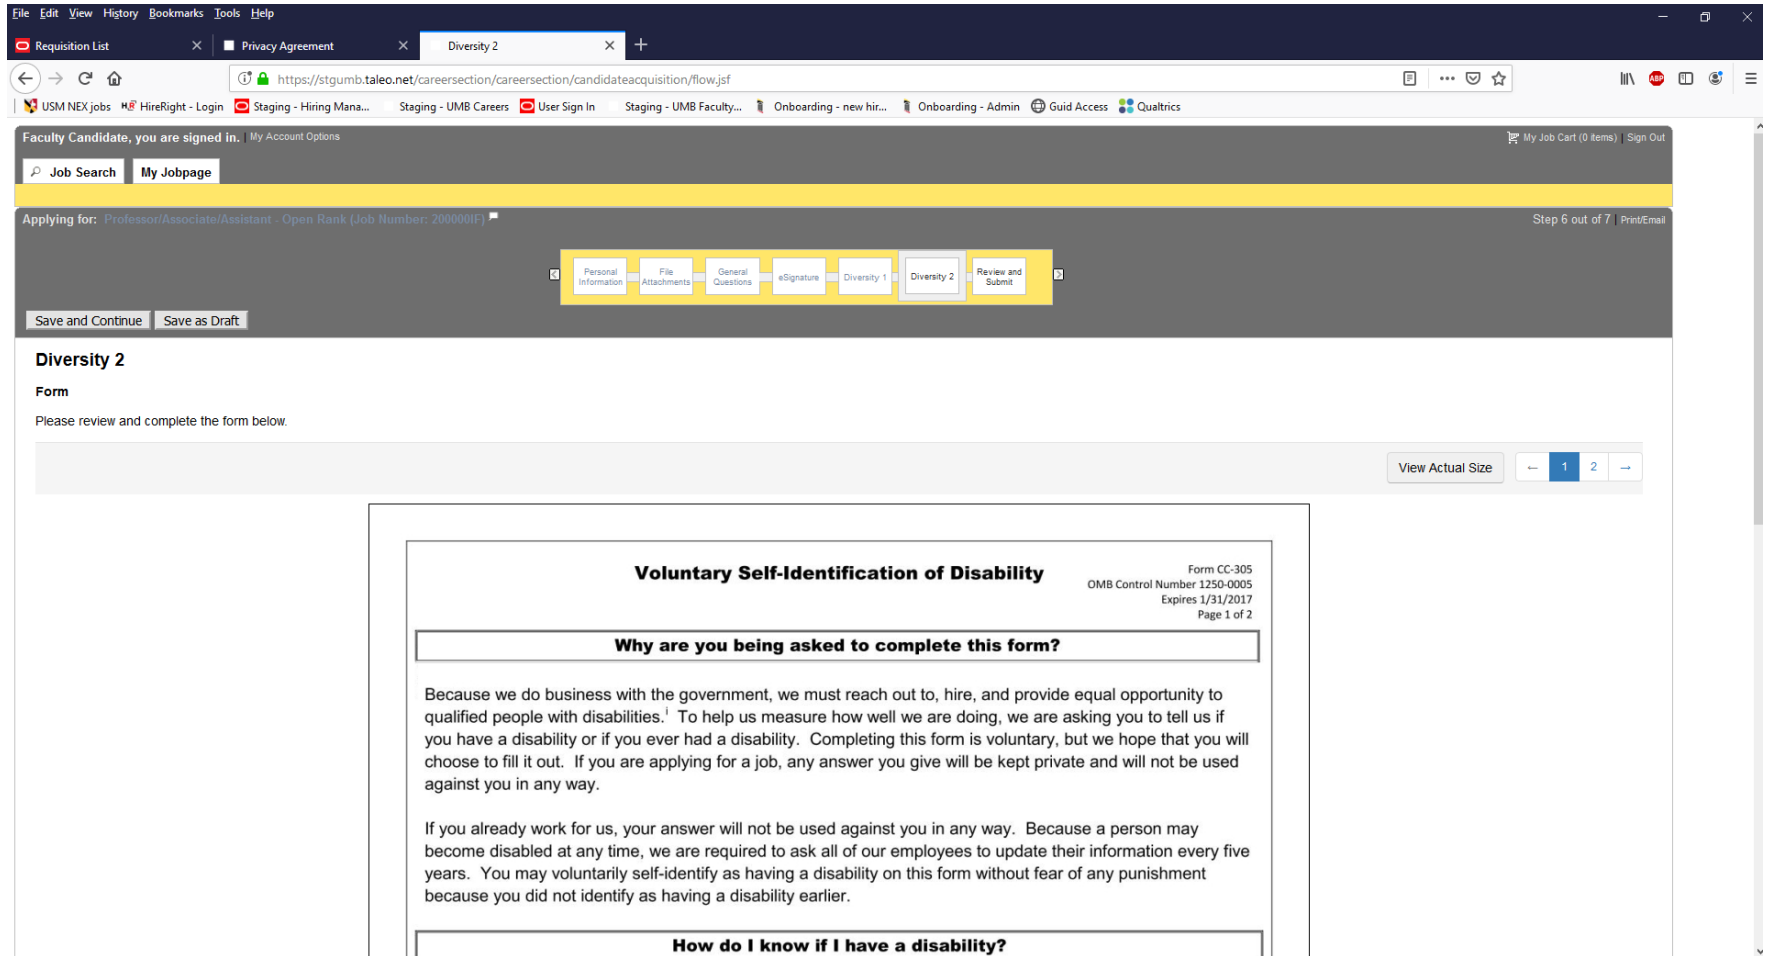 File Edit View History Bookmarks Tools Help
Requisition List
Privacy Agreement
Diversity 2
https://stgumb.taleo.net/careersection/careersection/candidateacquisition/flow.jsf
ABP
USM NEX jobs HireRight - Login Staging - Hiring Mana... Staging - UMB Careers User Sign In Staging - UMB Faculty... Onboarding - new hir... Onboarding - Admin Guid Access Qualtrics
Faculty Candidate, you are signed in. | My Account Options
My Job Cart (0 items) | Sign Out
Job Search My Jobpage
Applying for: Professor/Associate/Assistant - Open Rank (Job Number: 200000IF)
Step 6 out of 7 | Print/Email
Personal Information
File Attachments
General Questions
eSignature
Diversity 1
Diversity 2
Review and Submit
Save and Continue Save as Draft
Diversity 2
Form
Please review and complete the form below.
View Actual Size ← 1 2 →
Voluntary Self-Identification of Disability
Form CC-305
OMB Control Number 1250-0005
Expires 1/31/2017
Page 1 of 2
Why are you being asked to complete this form?
Because we do business with the government, we must reach out to, hire, and provide equal opportunity to
qualified people with disabilities.i To help us measure how well we are doing, we are asking you to tell us if
you have a disability or if you ever had a disability. Completing this form is voluntary, but we hope that you will
choose to fill it out. If you are applying for a job, any answer you give will be kept private and will not be used
against you in any way.
If you already work for us, your answer will not be used against you in any way. Because a person may
become disabled at any time, we are required to ask all of our employees to update their information every five
years. You may voluntarily self-identify as having a disability on this form without fear of any punishment
because you did not identify as having a disability earlier.
How do I know if I have a disability?